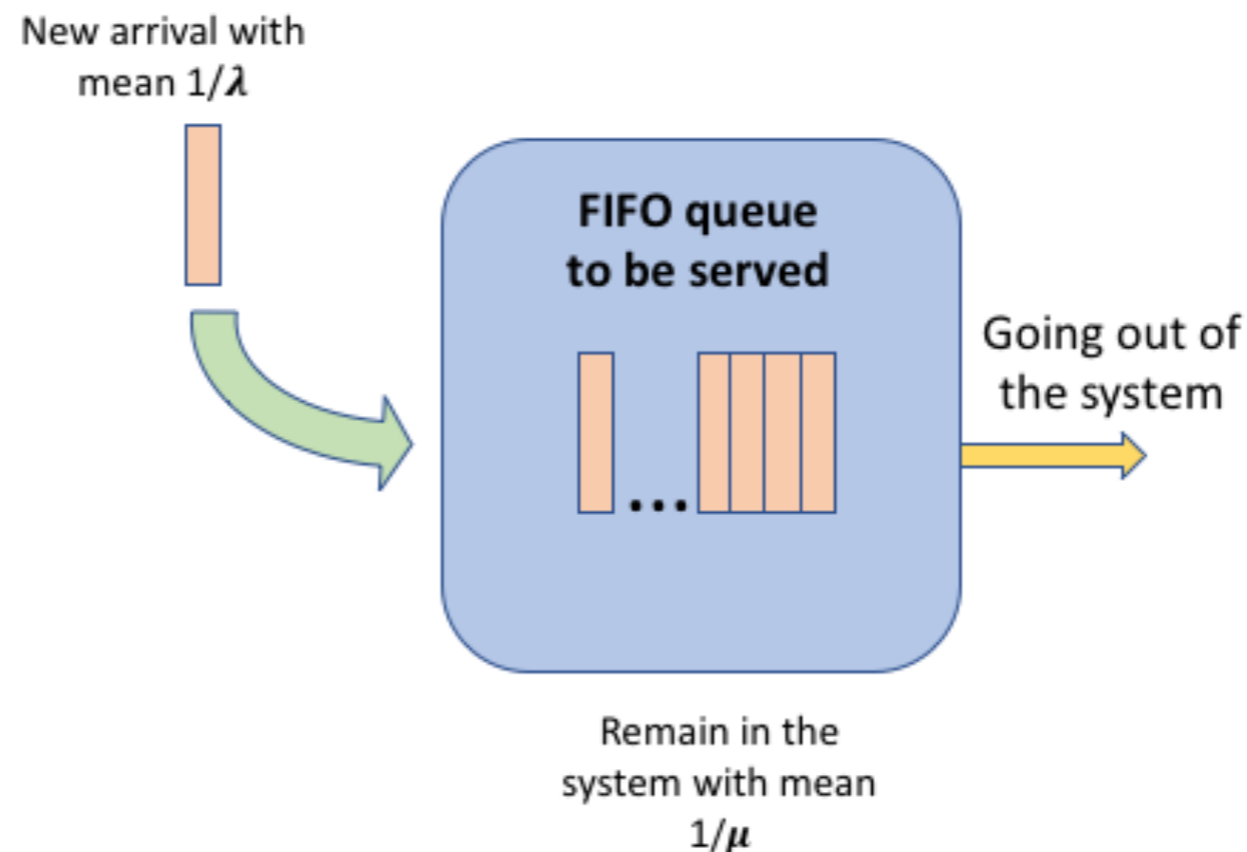 New arrival with
mean 1/λ
FIFO queue
to be served
...
Going out of
the system
Remain in the
system with mean
1/μ